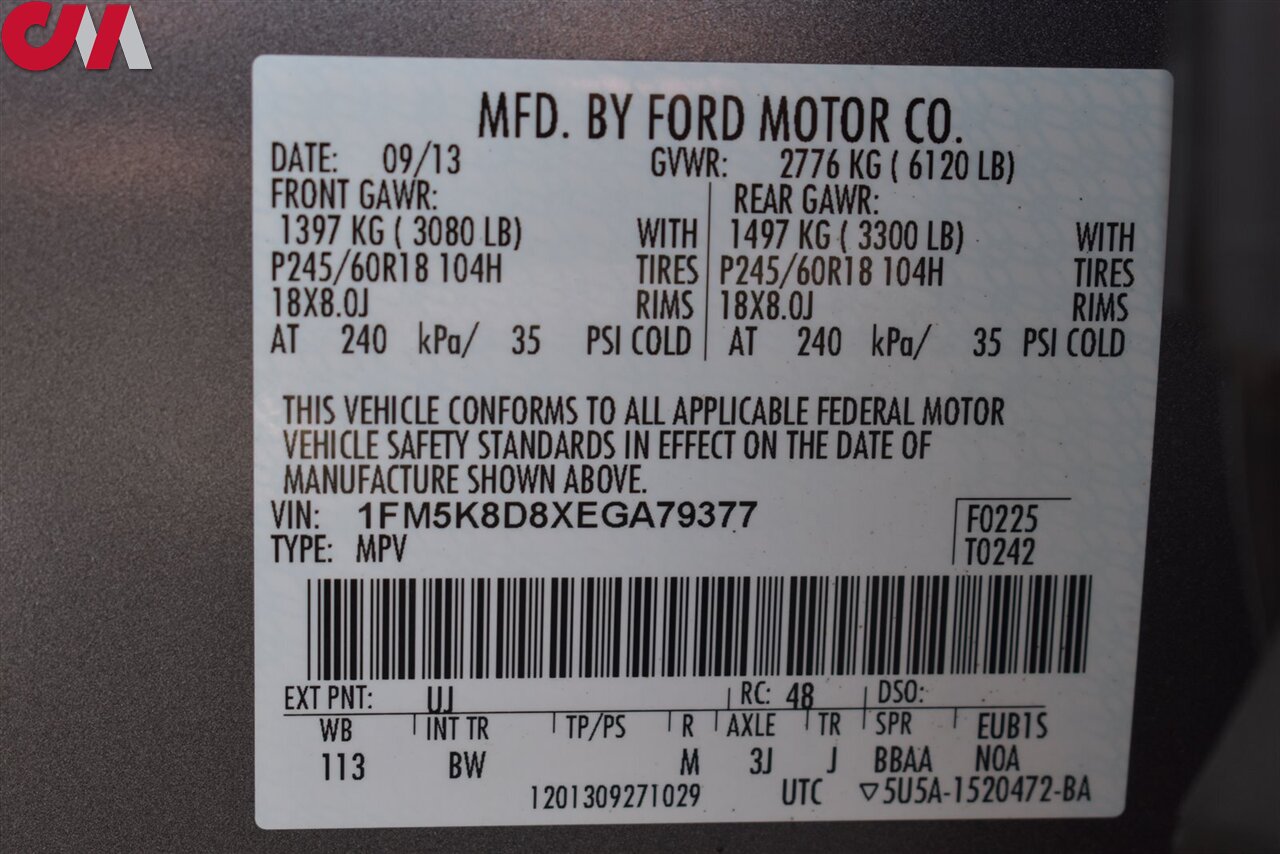 CM
MFD. BY FORD MOTOR CO.
DATE: 09/13 GVWR: 2776 KG ( 6120 LB)
FRONT GAWR: REAR GAWR:
1397 KG ( 3080 LB) WITH 1497 KG ( 3300 LB) WITH
P245/60R18 104H TIRES P245/60R18 104H TIRES
18X8.0J RIMS 18X8.0J RIMS
AT 240 kPa/ 35 PSI COLD AT 240 kPa/ 35 PSI COLD
THIS VEHICLE CONFORMS TO ALL APPLICABLE FEDERAL MOTOR
VEHICLE SAFETY STANDARDS IN EFFECT ON THE DATE OF
MANUFACTURE SHOWN ABOVE.
VIN: 1FM5K8D8XEGA79377 F0225
TYPE: MPV T0242
EXT PNT: UJ RC: 48 DSO:
WB INT TR TP/PS R AXLE TR SPR EUB1S
113 BW M 3J J BBAA NOA
1201309271029 UTC ▽5U5A-1520472-BA